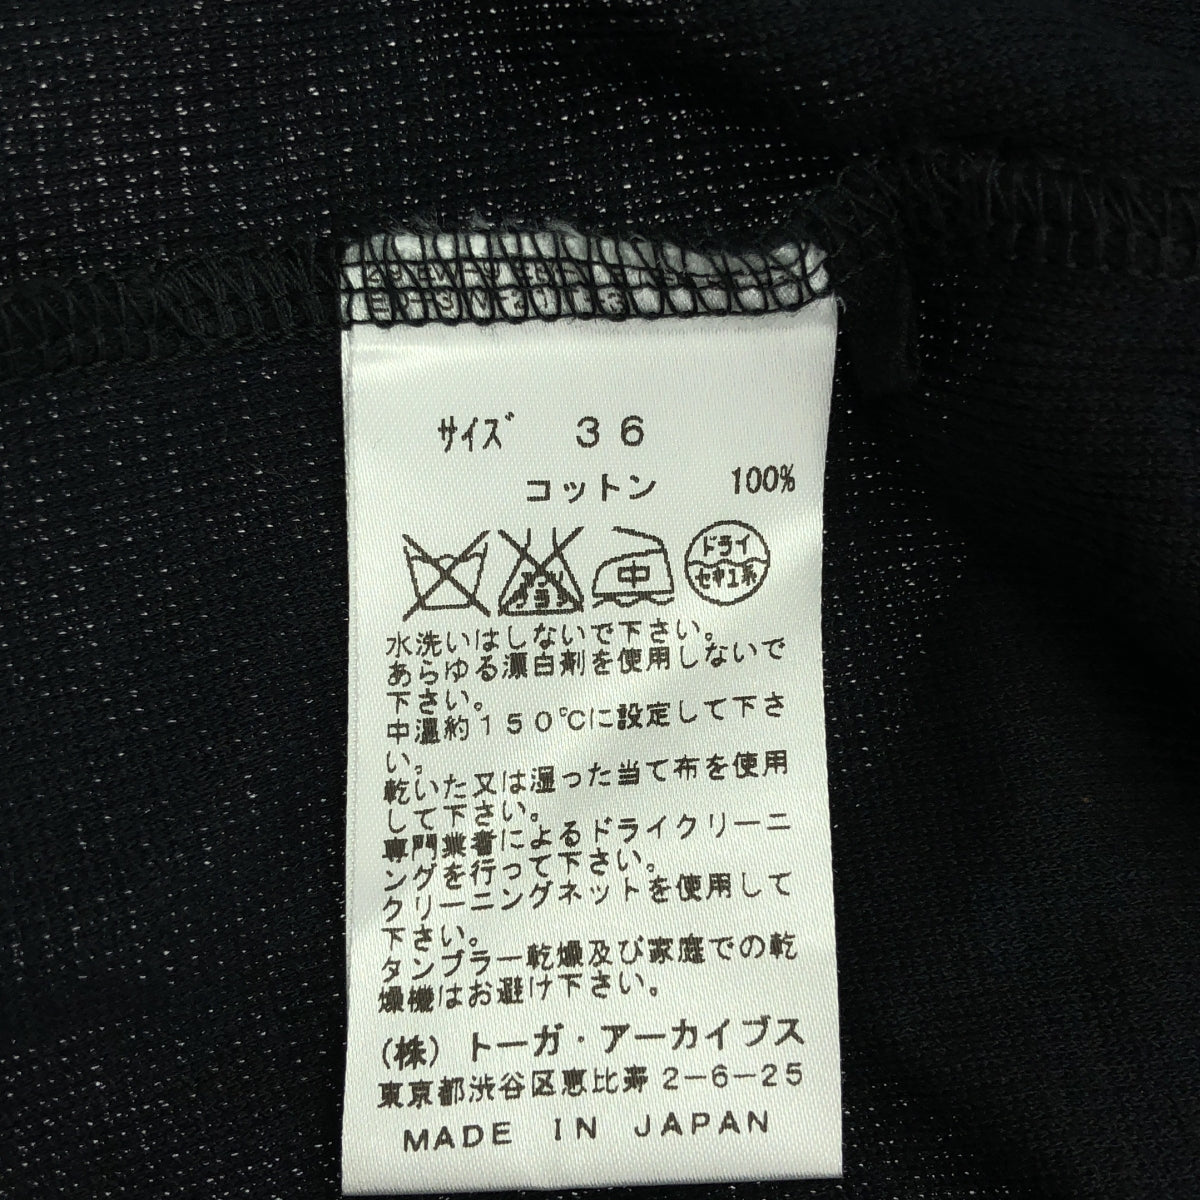 サイズ 36
コットン 100%
中
ドライ
セキユ系
水洗いはしないで下さい。
あらゆる漂白剤を使用しないで
下さい。
中温約150℃に設定して下さ
い。
乾いた又は湿った当て布を使用
して下さい。
専門業者によるドライクリーニ
ングを行って下さい。
クリーニングネットを使用して
下さい。
タンブラー乾燥及び家庭での乾
燥機はお避け下さい。
(株)トーガ・アーカイブス
東京都渋谷区恵比寿2-6-25
MADE IN JAPAN